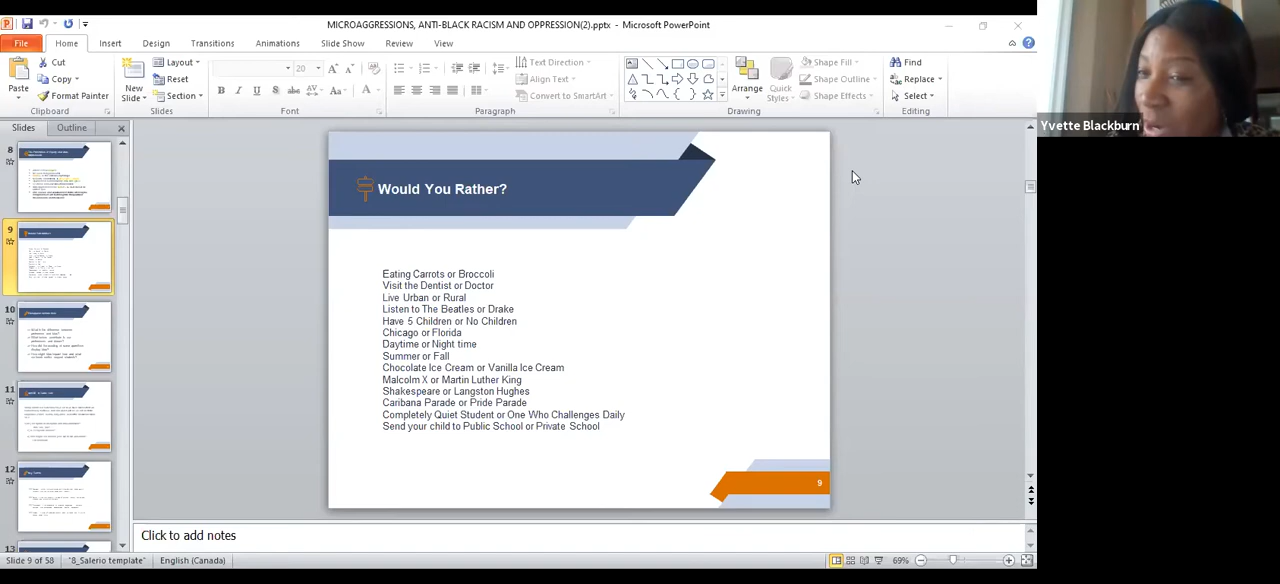 MICROAGGRESSIONS, ANTI-BLACK RACISM AND OPPRESSION(2).pptx - Microsoft PowerPoint
File Home Insert Design Transitions Animations Slide Show Review View
Cut
Copy
Format Painter
Paste
Clipboard
New Slide
Layout
Reset
Section
Slides
20
Font
Text Direction
Align Text
Convert to SmartArt
Paragraph
Arrange
Quick Styles
Shape Fill
Shape Outline
Shape Effects
Drawing
Find
Replace
Select
Editing
Yvette Blackburn
Slides Outline
8
9
10
11
12
13
Would You Rather?
Eating Carrots or Broccoli
Visit the Dentist or Doctor
Live Urban or Rural
Listen to The Beatles or Drake
Have 5 Children or No Children
Chicago or Florida
Daytime or Night time
Summer or Fall
Chocolate Ice Cream or Vanilla Ice Cream
Malcolm X or Martin Luther King
Shakespeare or Langston Hughes
Caribana Parade or Pride Parade
Completely Quiet Student or One Who Challenges Daily
Send your child to Public School or Private School
9
Click to add notes
Slide 9 of 58 "8_Salerio template" English (Canada) 69%